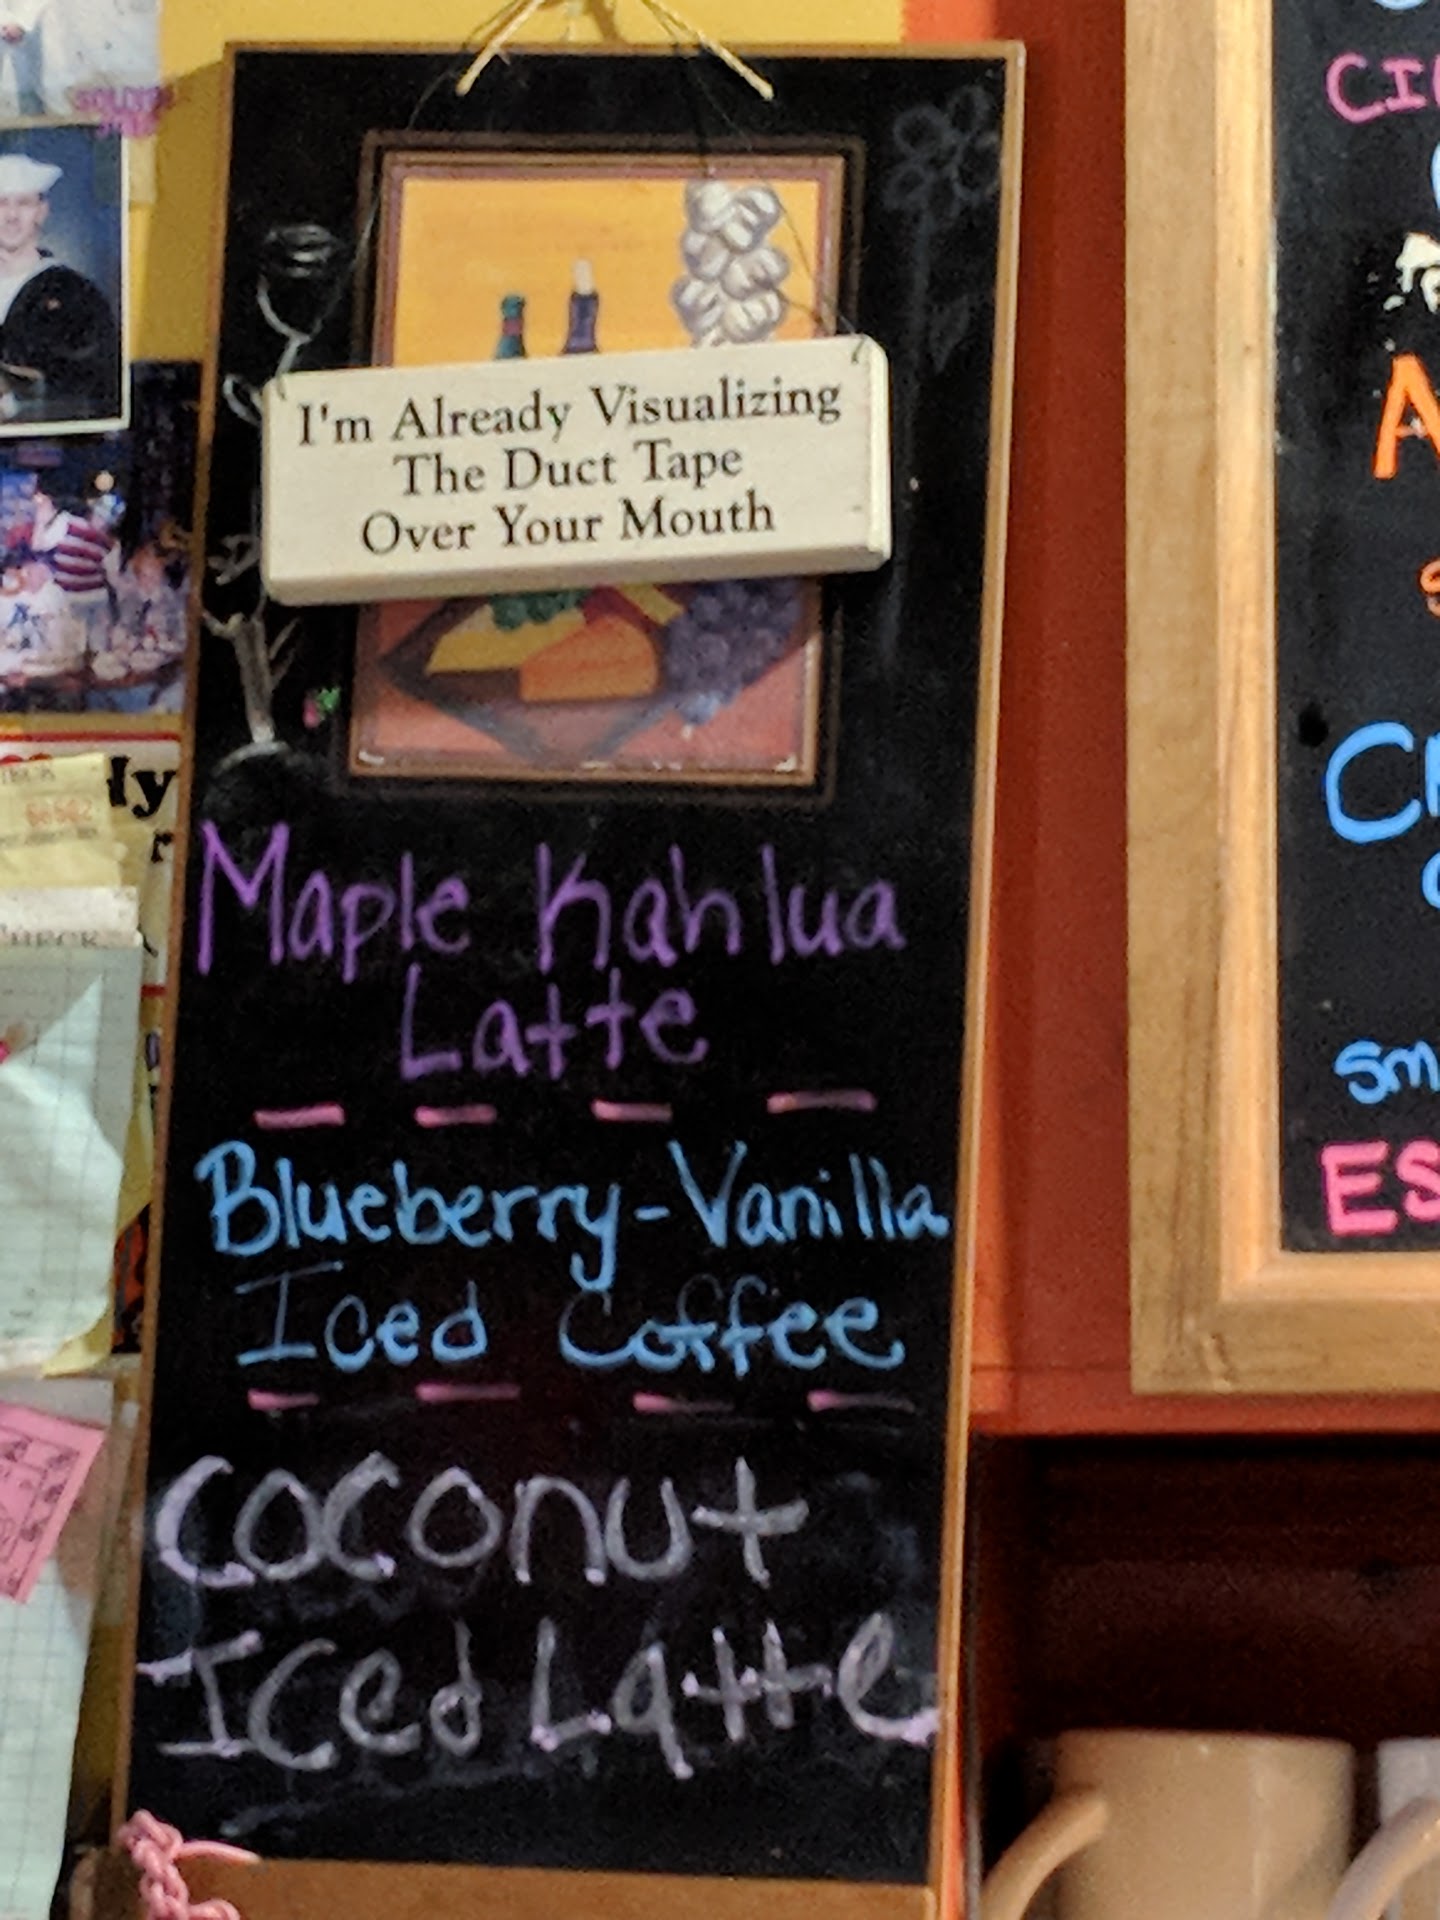 I'm Already Visualizing
The Duct Tape
Over Your Mouth
Maple Kahlua
Latte
Blueberry-Vanilla
Iced Coffee
Coconut
Iced Latte